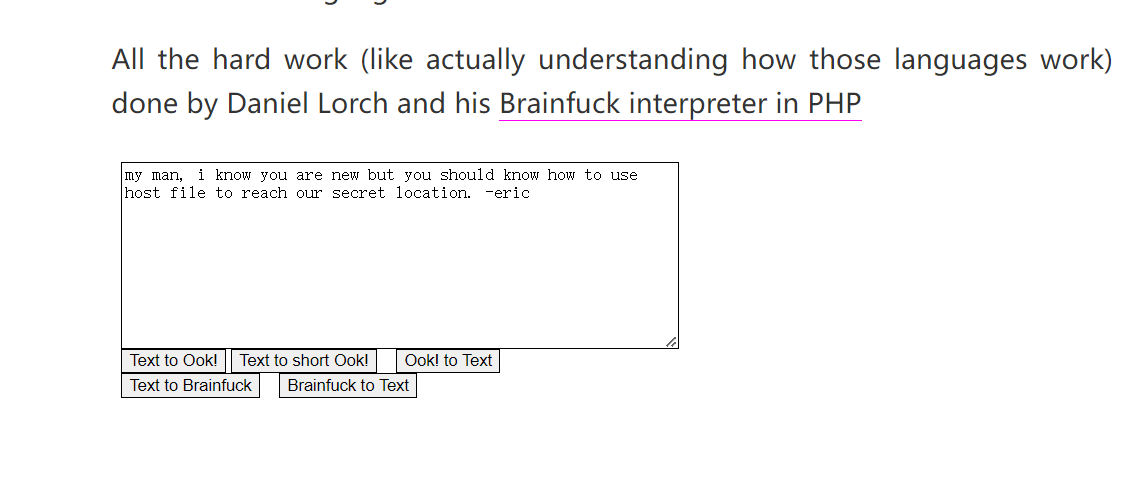 All the hard work (like actually understanding how those languages work)
done by Daniel Lorch and his Brainfuck interpreter in PHP
my man, i know you are new but you should know how to use
host file to reach our secret location. -eric
Text to Ook! Text to short Ook! Ook! to Text
Text to Brainfuck Brainfuck to Text